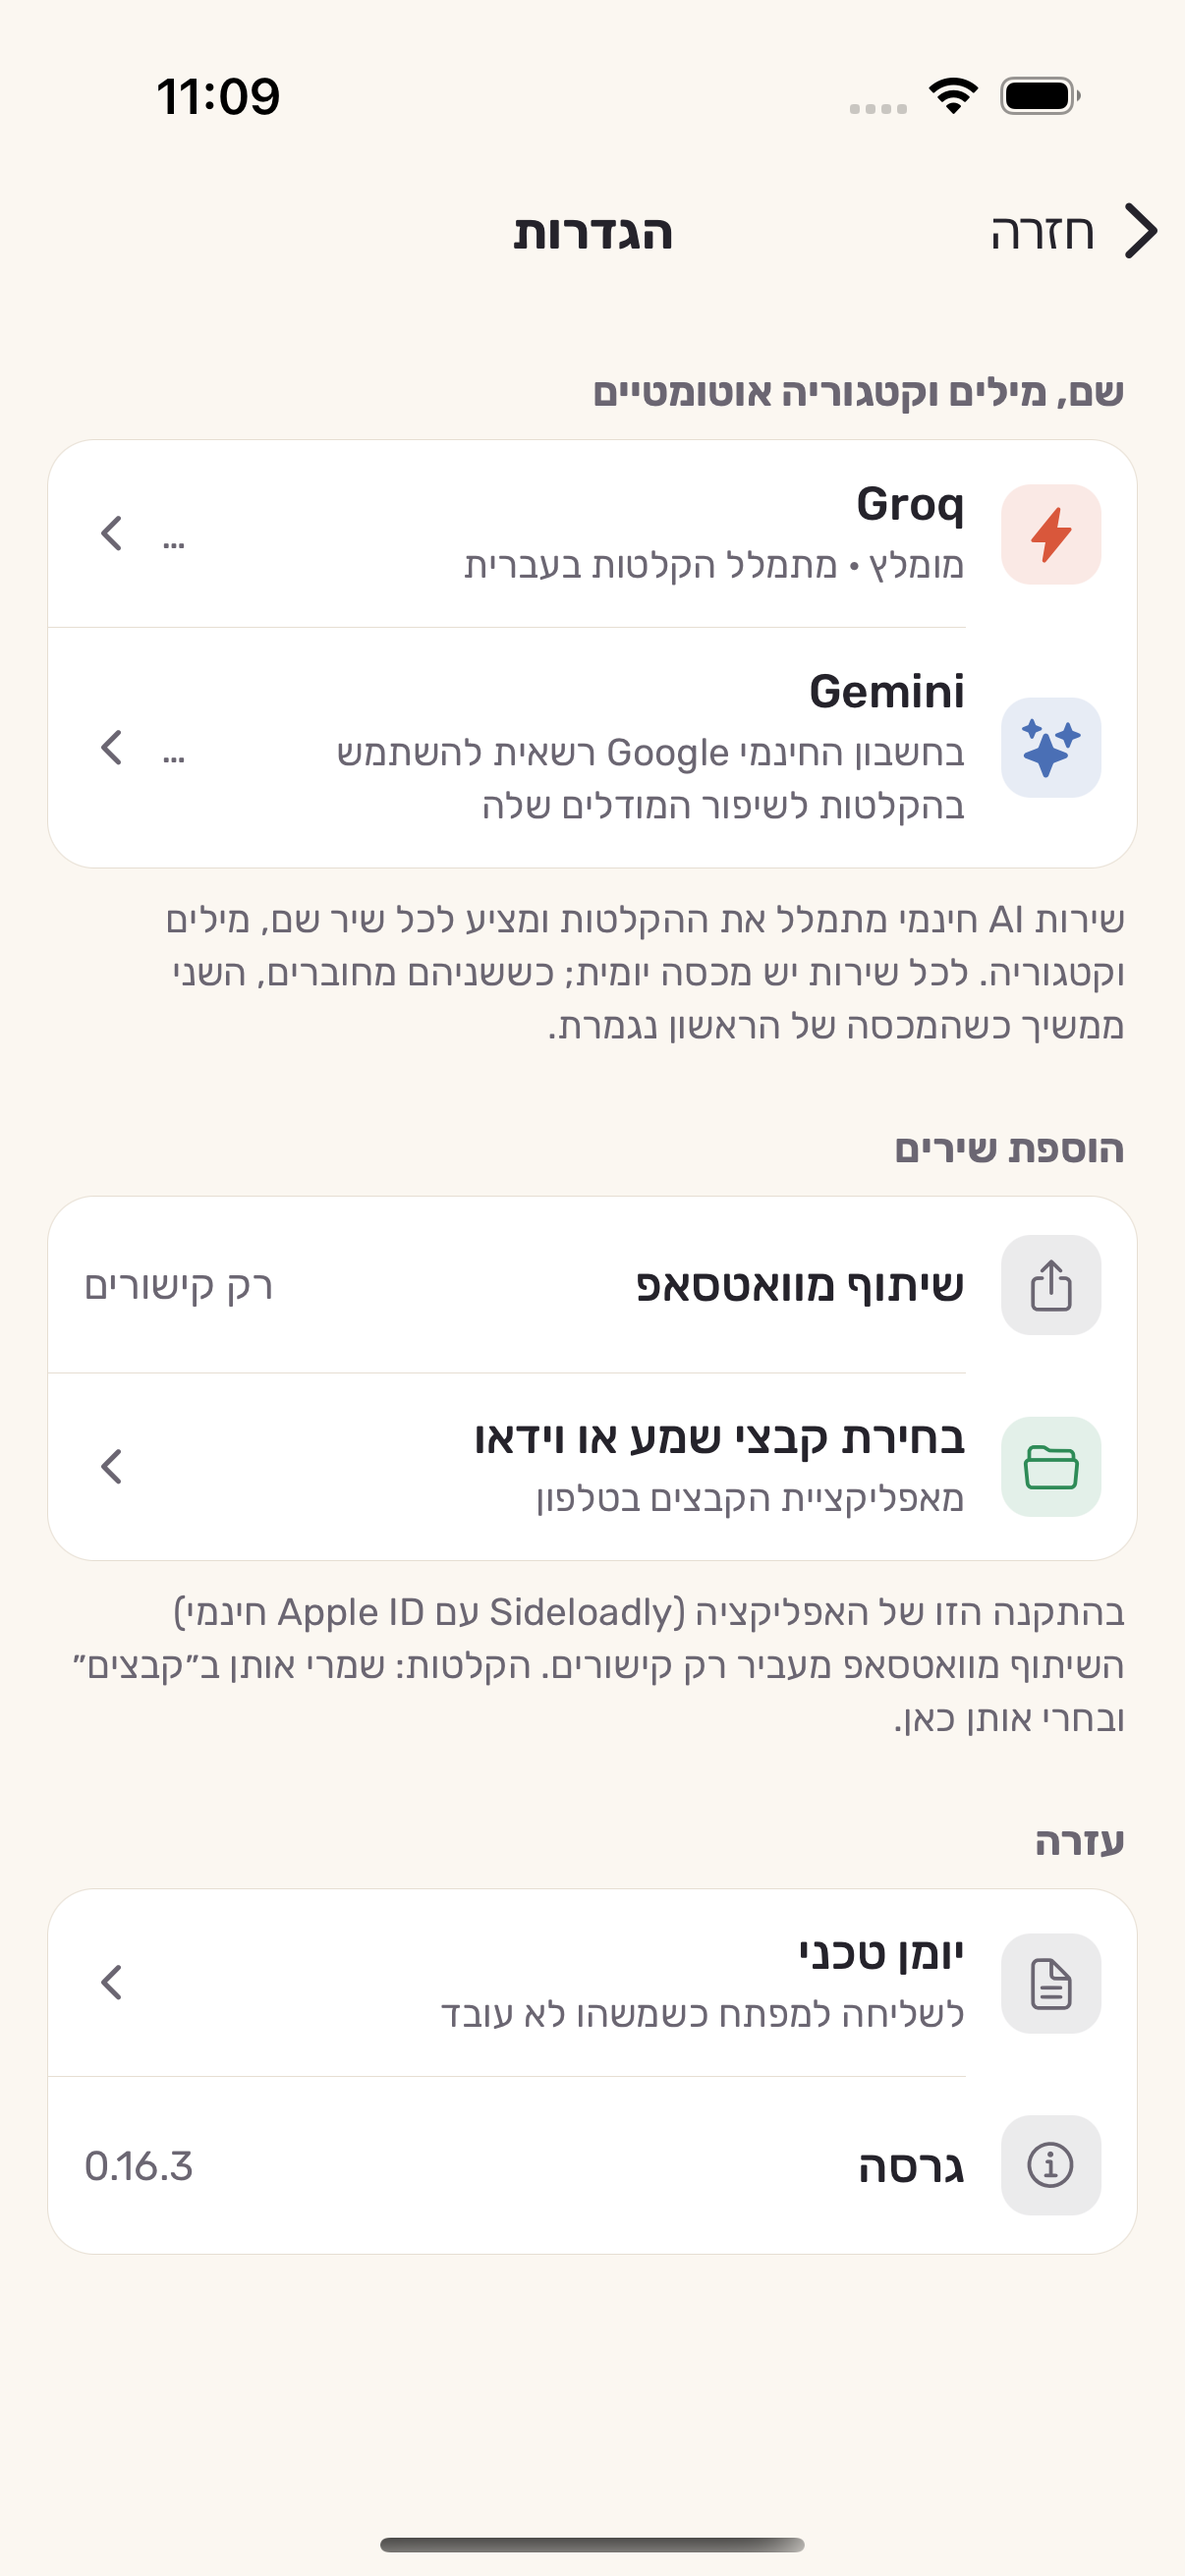 11:09
חזרה
הגדרות
שם, מילים וקטגוריה אוטומטיים
Groq
מומלץ • מתמלל הקלטות בעברית
...
Gemini
בחשבון החינמי Google רשאית להשתמש
בהקלטות לשיפור המודלים שלה
...
שירות AI חינמי מתמלל את ההקלטות ומציע לכל שיר שם, מילים
וקטגוריה. לכל שירות יש מכסה יומית; כששניהם מחוברים, השני
ממשיך כשהמכסה של הראשון נגמרת.
הוספת שירים
שיתוף מוואטסאפ
רק קישורים
בחירת קבצי שמע או וידאו
מאפליקציית הקבצים בטלפון
בהתקנה הזו של האפליקציה (Sideloadly עם Apple ID חינמי)
השיתוף מוואטסאפ מעביר רק קישורים. הקלטות: שמרי אותן ב״קבצים״
ובחרי אותן כאן.
עזרה
יומן טכני
לשליחה למפתח כשמשהו לא עובד
גרסה
0.16.3